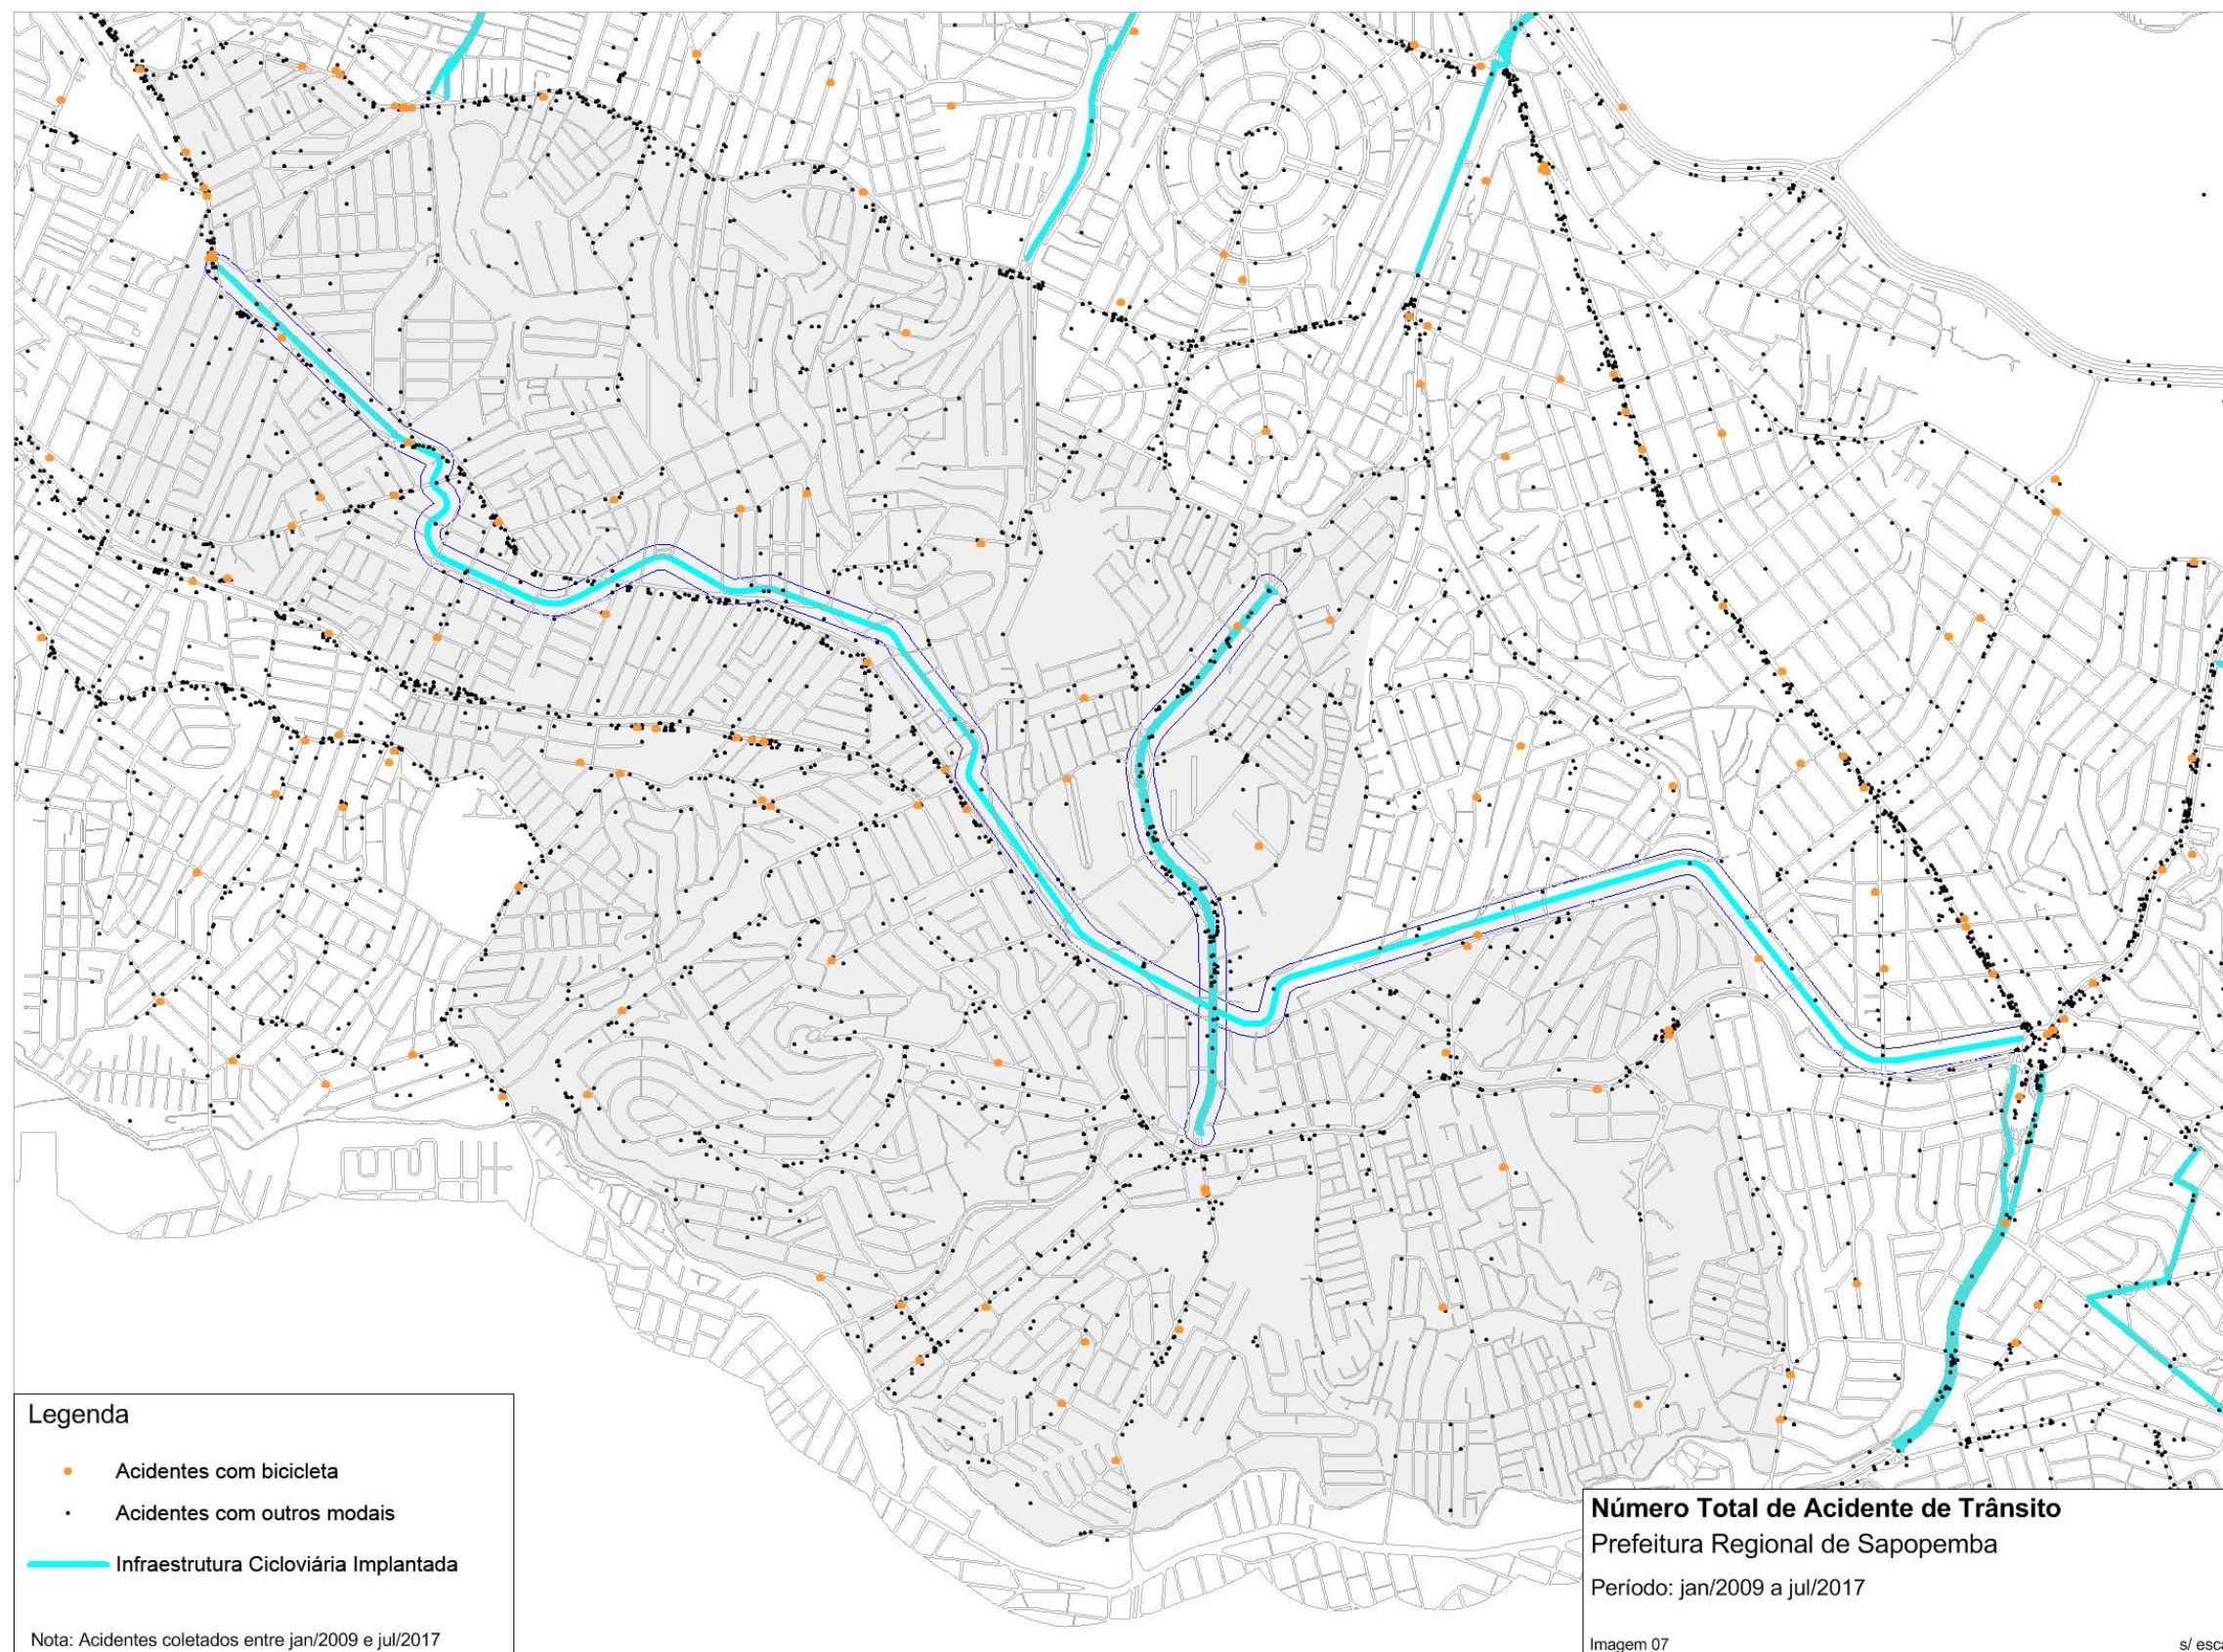 Legenda
Acidentes com bicicleta
Acidentes com outros modais
Infraestrutura Cicloviária Implantada
Nota: Acidentes coletados entre jan/2009 e jul/2017
Número Total de Acidente de Trânsito
Prefeitura Regional de Sapopemba
Período: jan/2009 a jul/2017
Imagem 07
s/ esca